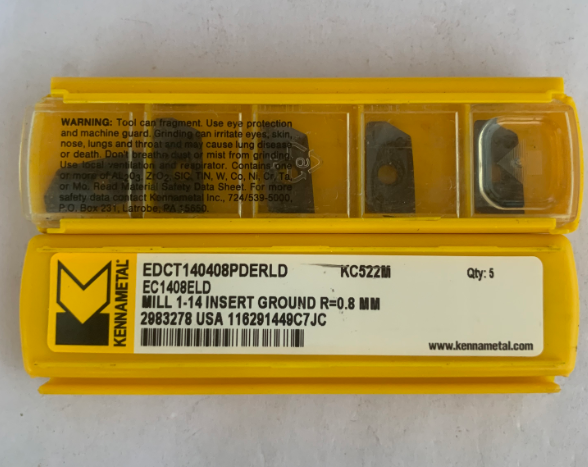 WARNING: Tool can fragment. Use eye protection
and machine guard. Grinding can irritate eyes, skin,
nose, lungs and throat and may cause lung disease
or death. Don't breathe dust or mist from grinding.
Use local ventilation and respirator. Contains one
or more of Al2O3, ZrO2, SiC, TiN, W, Co, Ni, Cr, Ta,
or Mo. Read Material Safety Data Sheet. For more
safety data contact Kennametal Inc., 724/539-5000,
P.O. Box 231, Latrobe, PA 15650.
KENNAMETAL
EDCT140408PDERLD KC522M Qty: 5
EC1408ELD
MILL 1-14 INSERT GROUND R=0.8 MM
2983278 USA 116291449C7JC
www.kennametal.com